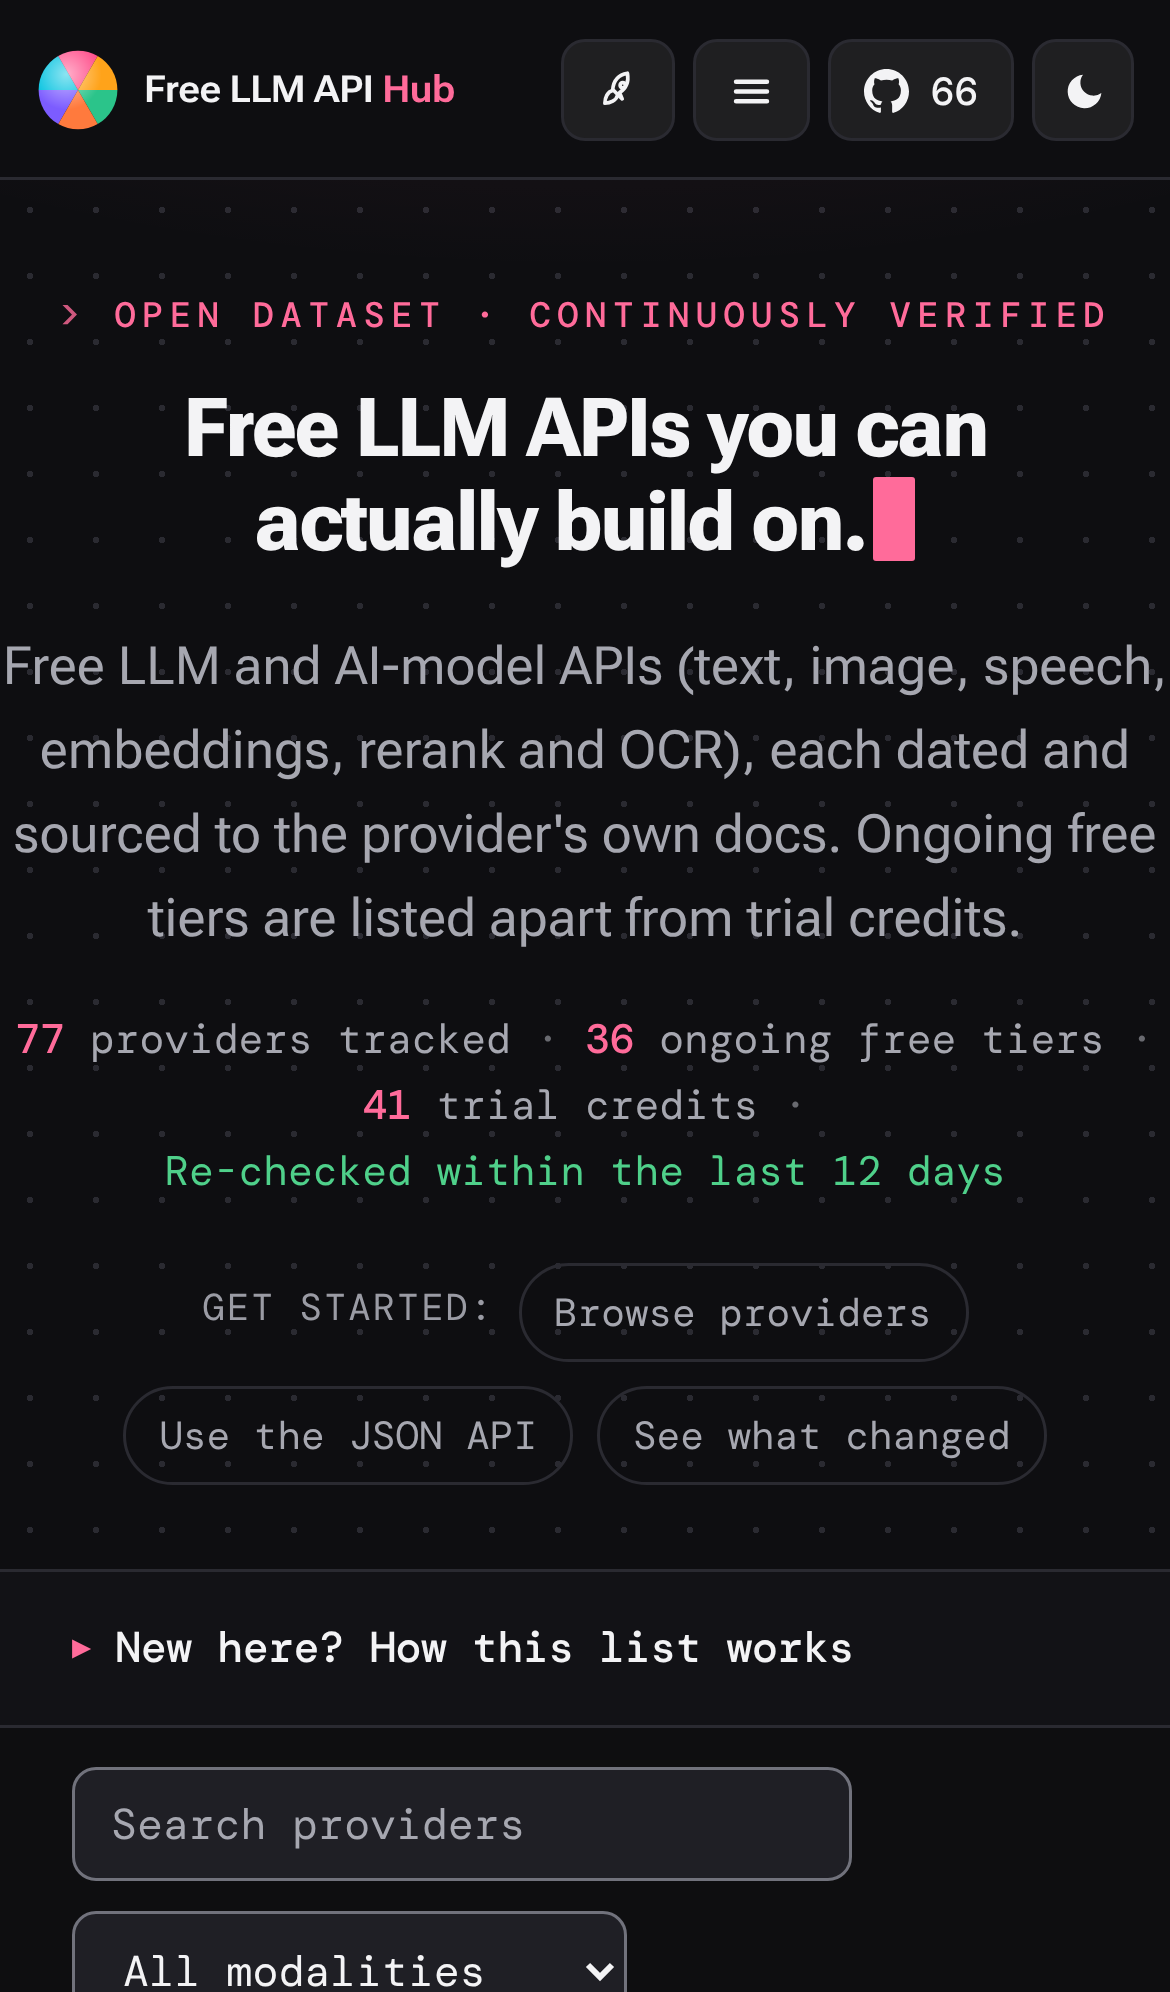 Free LLM API Hub
66
> OPEN DATASET · CONTINUOUSLY VERIFIED
Free LLM APIs you can
actually build on.
Free LLM and AI-model APIs (text, image, speech,
embeddings, rerank and OCR), each dated and
sourced to the provider's own docs. Ongoing free
tiers are listed apart from trial credits.
77 providers tracked · 36 ongoing free tiers ·
41 trial credits ·
Re-checked within the last 12 days
GET STARTED: Browse providers
Use the JSON API See what changed
New here? How this list works
Search providers
All modalities